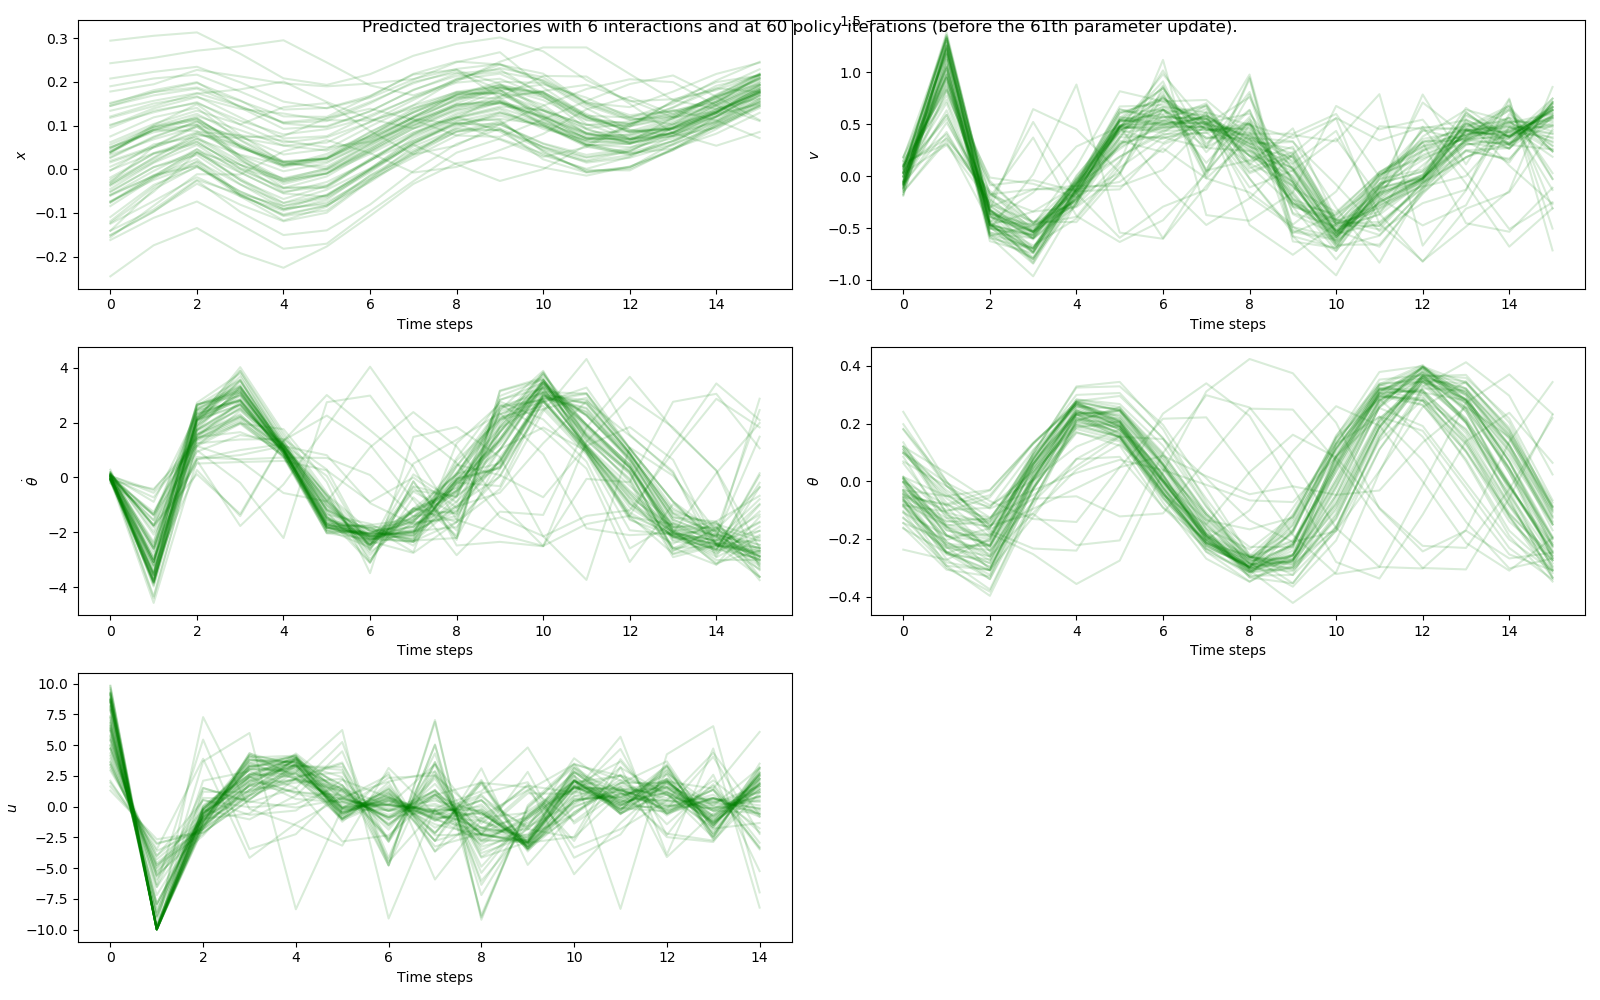 Predicted trajectories with 6 interactions and at 60 policy iterations (before the 61th parameter update).
0.3
0.2
0.1
0.0
−0.1
−0.2
x
0 2 4 6 8 10 12 14
Time steps
1.5
1.0
0.5
0.0
−0.5
−1.0
v
0 2 4 6 8 10 12 14
Time steps
4
2
0
−2
−4
θ̇
0 2 4 6 8 10 12 14
Time steps
0.4
0.2
0.0
−0.2
−0.4
θ
0 2 4 6 8 10 12 14
Time steps
10.0
7.5
5.0
2.5
0.0
−2.5
−5.0
−7.5
−10.0
u
0 2 4 6 8 10 12 14
Time steps